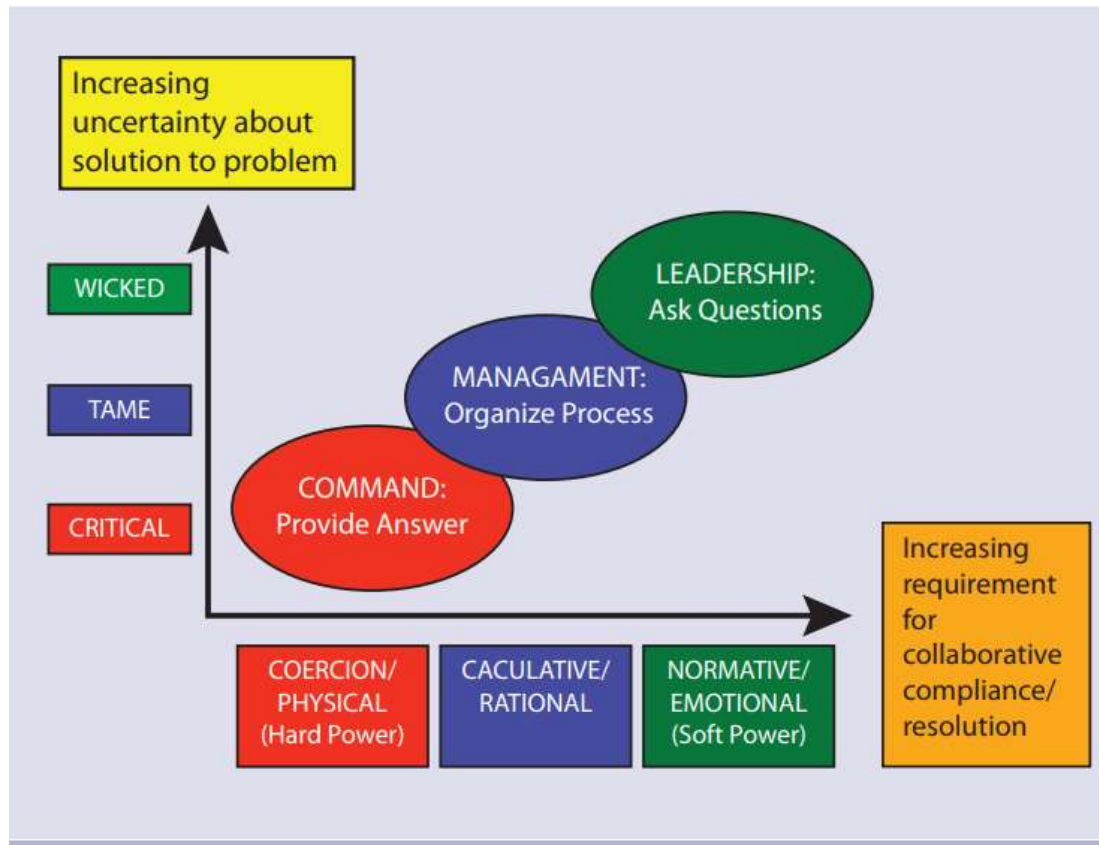 Increasing
uncertainty about
solution to problem
WICKED
TAME
CRITICAL
LEADERSHIP:
Ask Questions
MANAGAMENT:
Organize Process
COMMAND:
Provide Answer
COERCION/
PHYSICAL
(Hard Power)
CACULATIVE/
RATIONAL
NORMATIVE/
EMOTIONAL
(Soft Power)
Increasing
requirement
for
collaborative
compliance/
resolution